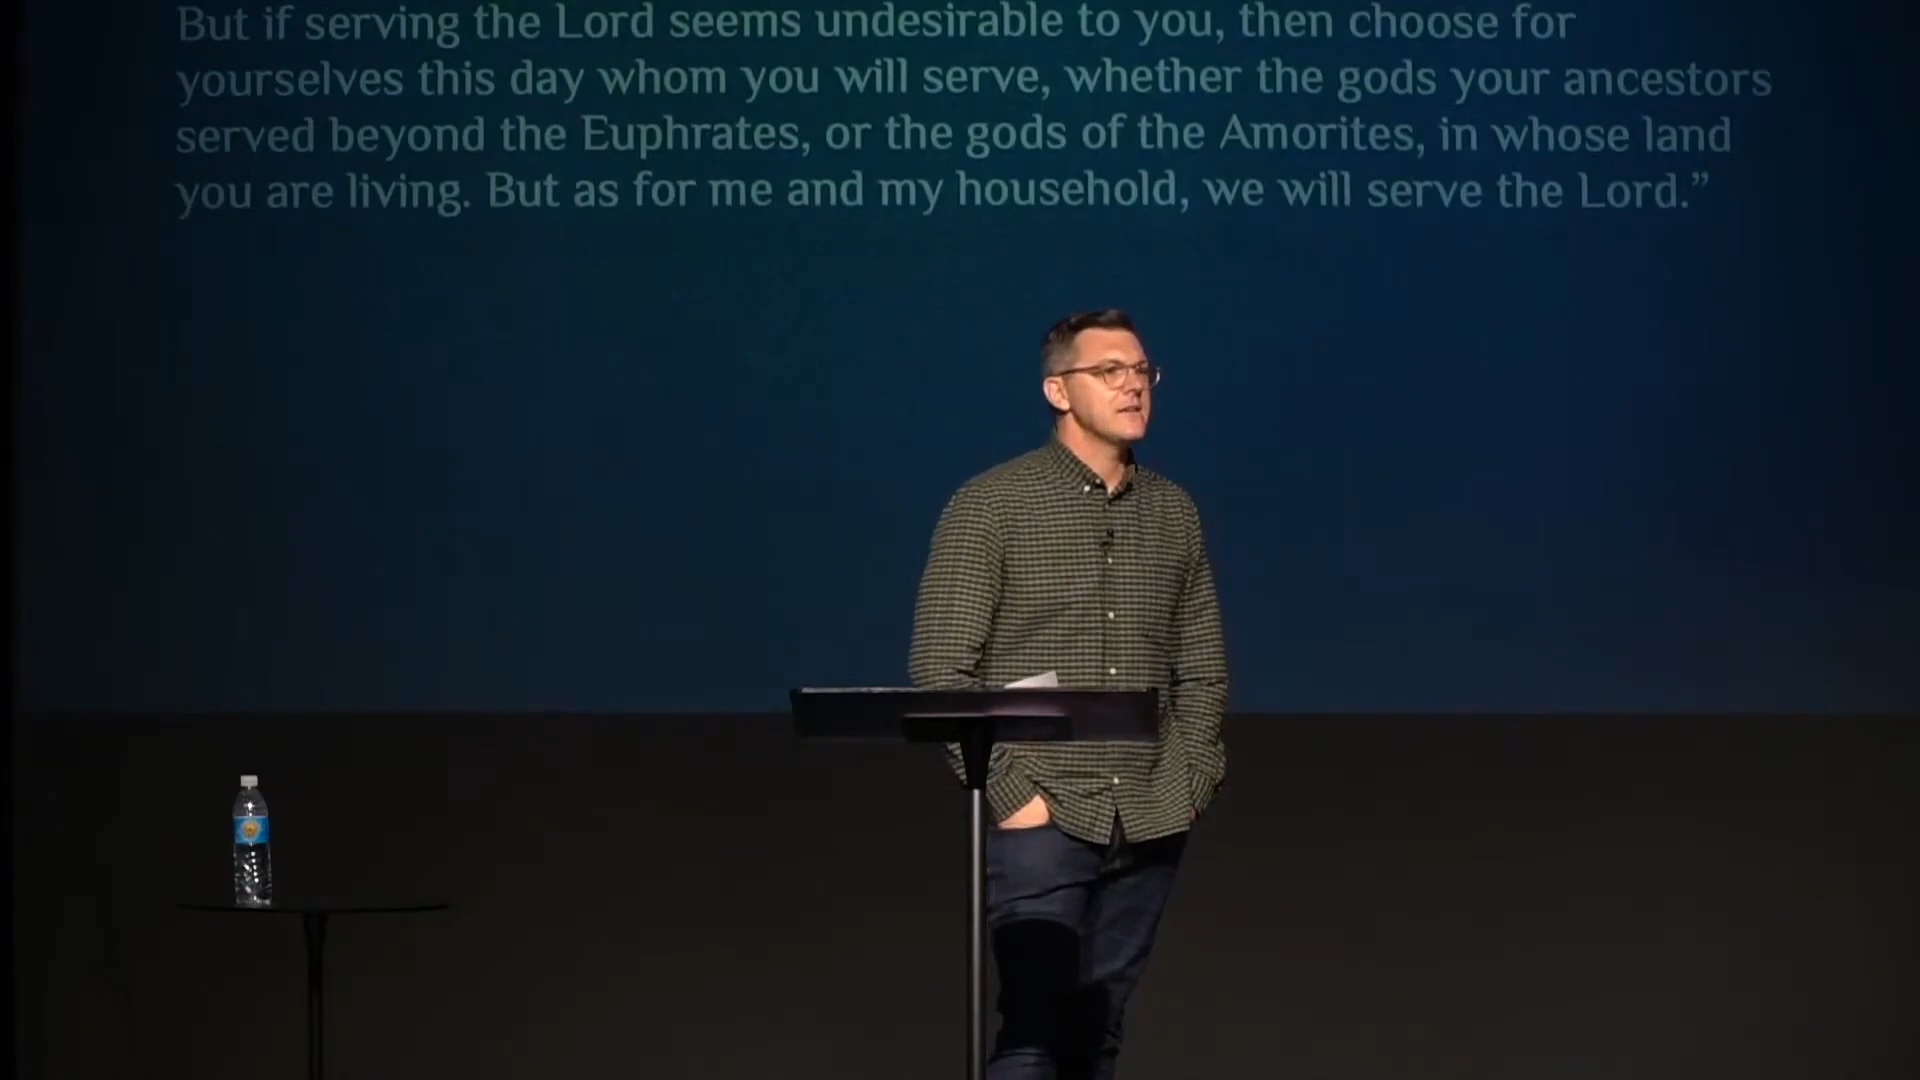 But if serving the Lord seems undesirable to you, then choose for
yourselves this day whom you will serve, whether the gods your ancestors
served beyond the Euphrates, or the gods of the Amorites, in whose land
you are living. But as for me and my household, we will serve the Lord.”